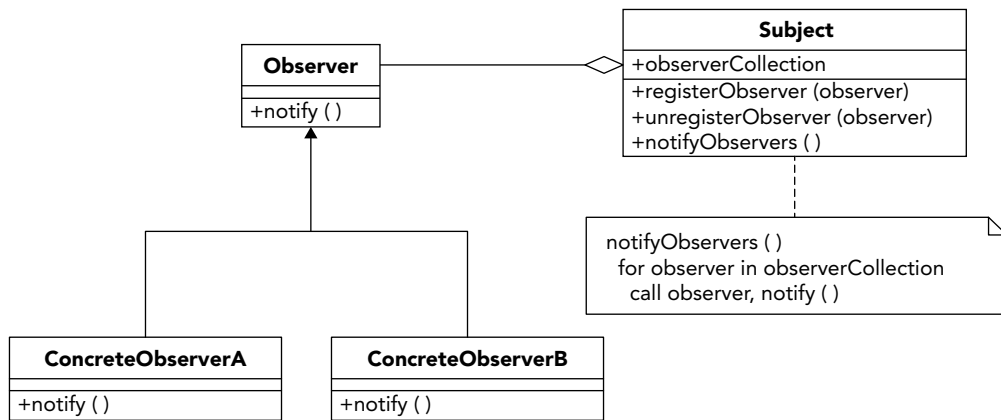 Subject
+observerCollection
+registerObserver (observer)
+unregisterObserver (observer)
+notifyObservers ( )
Observer
+notify ( )
notifyObservers ( )
for observer in observerCollection
call observer, notify ( )
ConcreteObserverA
+notify ( )
ConcreteObserverB
+notify ( )